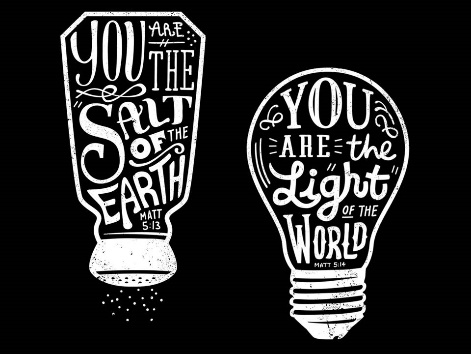 YOU ARE
THE
"SALT
OF THE
EARTH
MATT
5:13
YOU
ARE the
"Light"
OF THE
WORLD
MATT 5:14